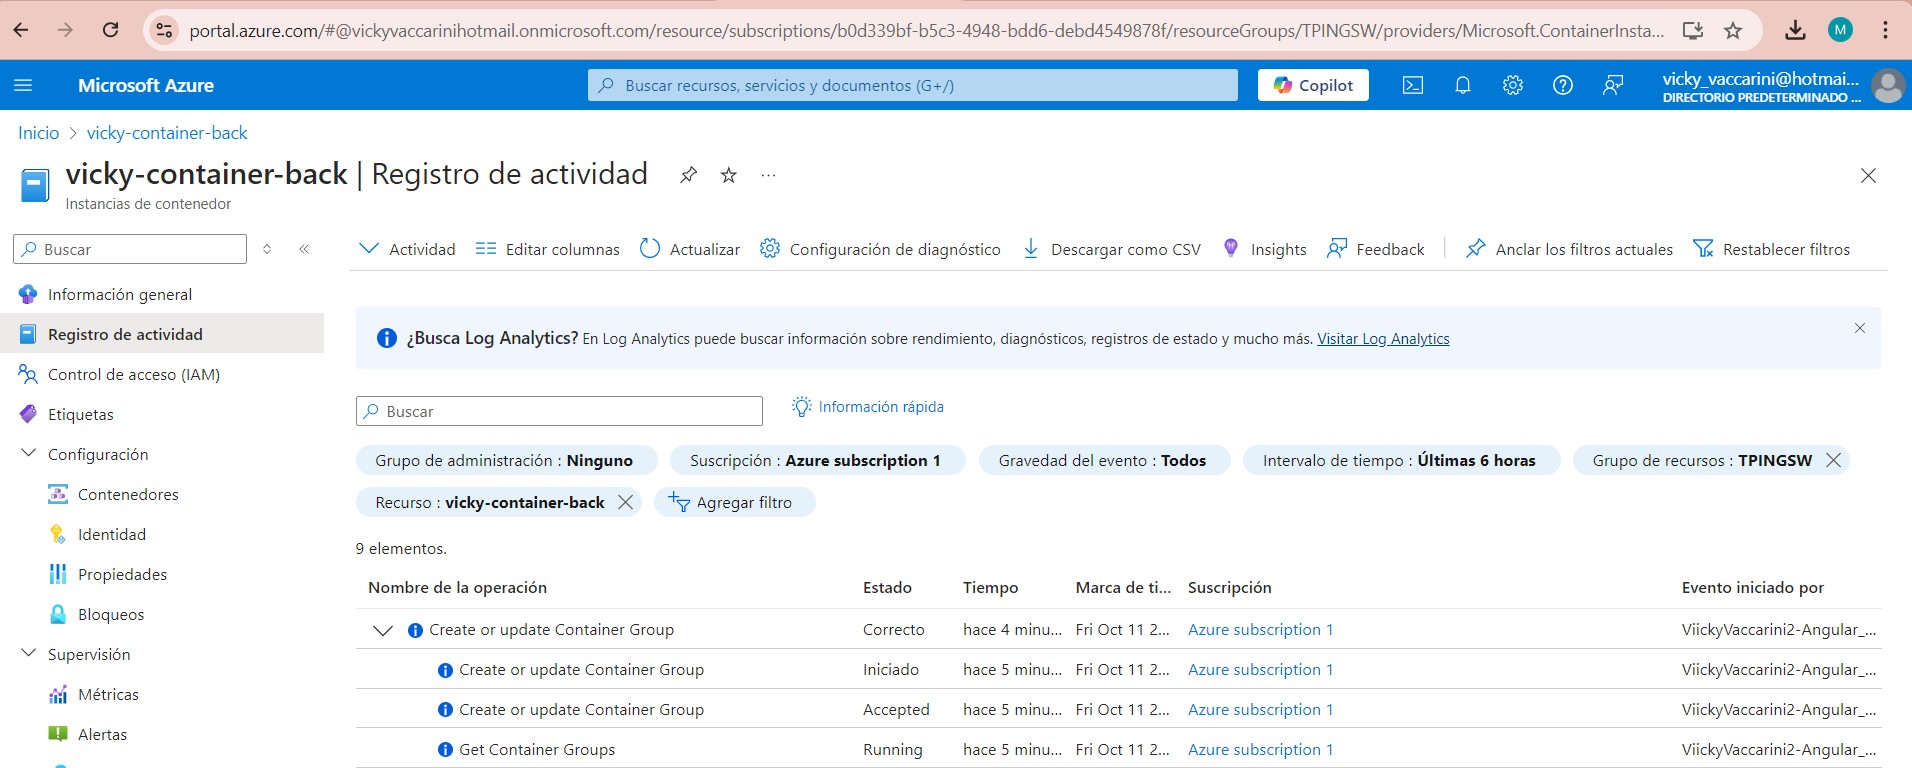 portal.azure.com/#@vickyvaccarinihotmail.onmicrosoft.com/resource/subscriptions/b0d339bf-b5c3-4948-bdd6-debd4549878f/resourceGroups/TPINGSW/providers/Microsoft.ContainerInsta...
M
Microsoft Azure
Buscar recursos, servicios y documentos (G+/)
Copilot
vicky_vaccarini@hotmai...
DIRECTORIO PREDETERMINADO ...
Inicio > vicky-container-back
vicky-container-back | Registro de actividad
Instancias de contenedor
Buscar
Actividad Editar columnas Actualizar Configuración de diagnóstico Descargar como CSV Insights Feedback Anclar los filtros actuales Restablecer filtros
Información general
Registro de actividad
Control de acceso (IAM)
Etiquetas
Configuración
Contenedores
Identidad
Propiedades
Bloqueos
Supervisión
Métricas
Alertas
¿Busca Log Analytics? En Log Analytics puede buscar información sobre rendimiento, diagnósticos, registros de estado y mucho más. Visitar Log Analytics
Buscar
Información rápida
Grupo de administración : Ninguno Suscripción : Azure subscription 1 Gravedad del evento : Todos Intervalo de tiempo : Últimas 6 horas Grupo de recursos : TPINGSW
Recurso : vicky-container-back Agregar filtro
9 elementos.
Nombre de la operación Estado Tiempo Marca de ti... Suscripción Evento iniciado por
Create or update Container Group Correcto hace 4 minu... Fri Oct 11 2... Azure subscription 1 ViickyVaccarini2-Angular_...
Create or update Container Group Iniciado hace 5 minu... Fri Oct 11 2... Azure subscription 1 ViickyVaccarini2-Angular_...
Create or update Container Group Accepted hace 5 minu... Fri Oct 11 2... Azure subscription 1 ViickyVaccarini2-Angular_...
Get Container Groups Running hace 5 minu... Fri Oct 11 2... Azure subscription 1 ViickyVaccarini2-Angular_...